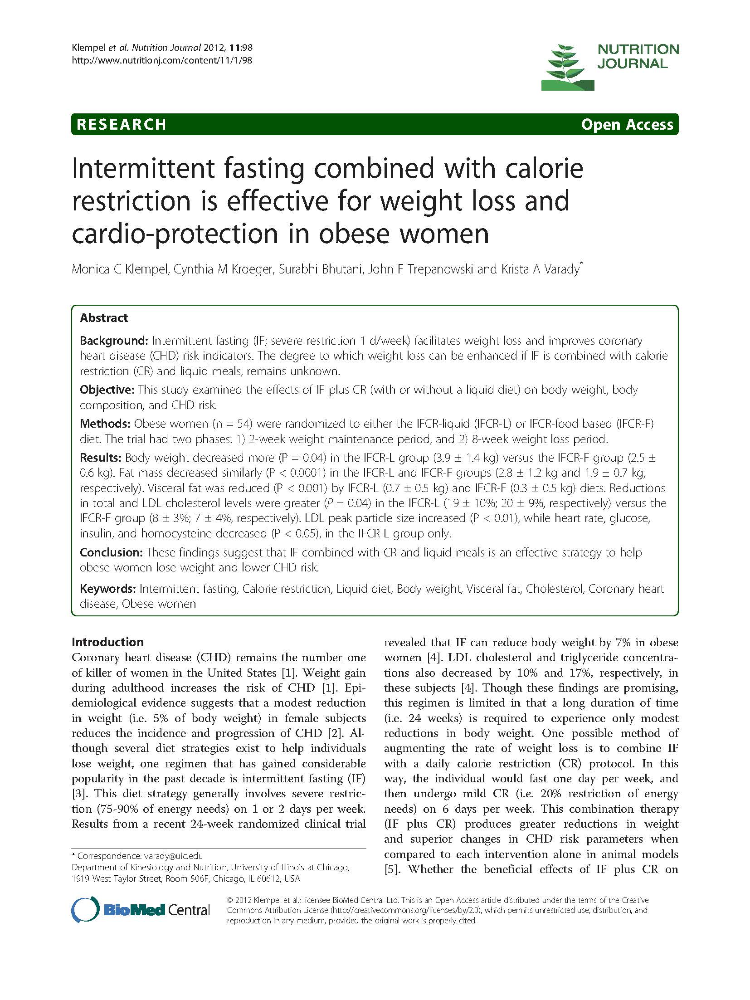 Klempel et al. Nutrition Journal 2012, 11:98
http://www.nutritionj.com/content/11/1/98
NUTRITION
JOURNAL
RESEARCH Open Access
Intermittent fasting combined with calorie
restriction is effective for weight loss and
cardio-protection in obese women
Monica C Klempel, Cynthia M Kroeger, Surabhi Bhutani, John F Trepanowski and Krista A Varady*
Abstract
Background: Intermittent fasting (IF; severe restriction 1 d/week) facilitates weight loss and improves coronary
heart disease (CHD) risk indicators. The degree to which weight loss can be enhanced if IF is combined with calorie
restriction (CR) and liquid meals, remains unknown.
Objective: This study examined the effects of IF plus CR (with or without a liquid diet) on body weight, body
composition, and CHD risk.
Methods: Obese women (n = 54) were randomized to either the IFCR-liquid (IFCR-L) or IFCR-food based (IFCR-F)
diet. The trial had two phases: 1) 2-week weight maintenance period, and 2) 8-week weight loss period.
Results: Body weight decreased more (P = 0.04) in the IFCR-L group (3.9 ± 1.4 kg) versus the IFCR-F group (2.5 ±
0.6 kg). Fat mass decreased similarly (P < 0.0001) in the IFCR-L and IFCR-F groups (2.8 ± 1.2 kg and 1.9 ± 0.7 kg,
respectively). Visceral fat was reduced (P < 0.001) by IFCR-L (0.7 ± 0.5 kg) and IFCR-F (0.3 ± 0.5 kg) diets. Reductions
in total and LDL cholesterol levels were greater (P = 0.04) in the IFCR-L (19 ± 10%; 20 ± 9%, respectively) versus the
IFCR-F group (8 ± 3%; 7 ± 4%, respectively). LDL peak particle size increased (P < 0.01), while heart rate, glucose,
insulin, and homocysteine decreased (P < 0.05), in the IFCR-L group only.
Conclusion: These findings suggest that IF combined with CR and liquid meals is an effective strategy to help
obese women lose weight and lower CHD risk.
Keywords: Intermittent fasting, Calorie restriction, Liquid diet, Body weight, Visceral fat, Cholesterol, Coronary heart
disease, Obese women
Introduction
Coronary heart disease (CHD) remains the number one
of killer of women in the United States [1]. Weight gain
during adulthood increases the risk of CHD [1]. Epi-
demiological evidence suggests that a modest reduction
in weight (i.e. 5% of body weight) in female subjects
reduces the incidence and progression of CHD [2]. Al-
though several diet strategies exist to help individuals
lose weight, one regimen that has gained considerable
popularity in the past decade is intermittent fasting (IF)
[3]. This diet strategy generally involves severe restric-
tion (75-90% of energy needs) on 1 or 2 days per week.
Results from a recent 24-week randomized clinical trial
revealed that IF can reduce body weight by 7% in obese
women [4]. LDL cholesterol and triglyceride concentra-
tions also decreased by 10% and 17%, respectively, in
these subjects [4]. Though these findings are promising,
this regimen is limited in that a long duration of time
(i.e. 24 weeks) is required to experience only modest
reductions in body weight. One possible method of
augmenting the rate of weight loss is to combine IF
with a daily calorie restriction (CR) protocol. In this
way, the individual would fast one day per week, and
then undergo mild CR (i.e. 20% restriction of energy
needs) on 6 days per week. This combination therapy
(IF plus CR) produces greater reductions in weight
and superior changes in CHD risk parameters when
compared to each intervention alone in animal models
[5]. Whether the beneficial effects of IF plus CR on
* Correspondence: varady@uic.edu
Department of Kinesiology and Nutrition, University of Illinois at Chicago,
1919 West Taylor Street, Room 506F, Chicago, IL 60612, USA
BioMed Central
© 2012 Klempel et al.; licensee BioMed Central Ltd. This is an Open Access article distributed under the terms of the Creative
Commons Attribution License (http://creativecommons.org/licenses/by/2.0), which permits unrestricted use, distribution, and
reproduction in any medium, provided the original work is properly cited.